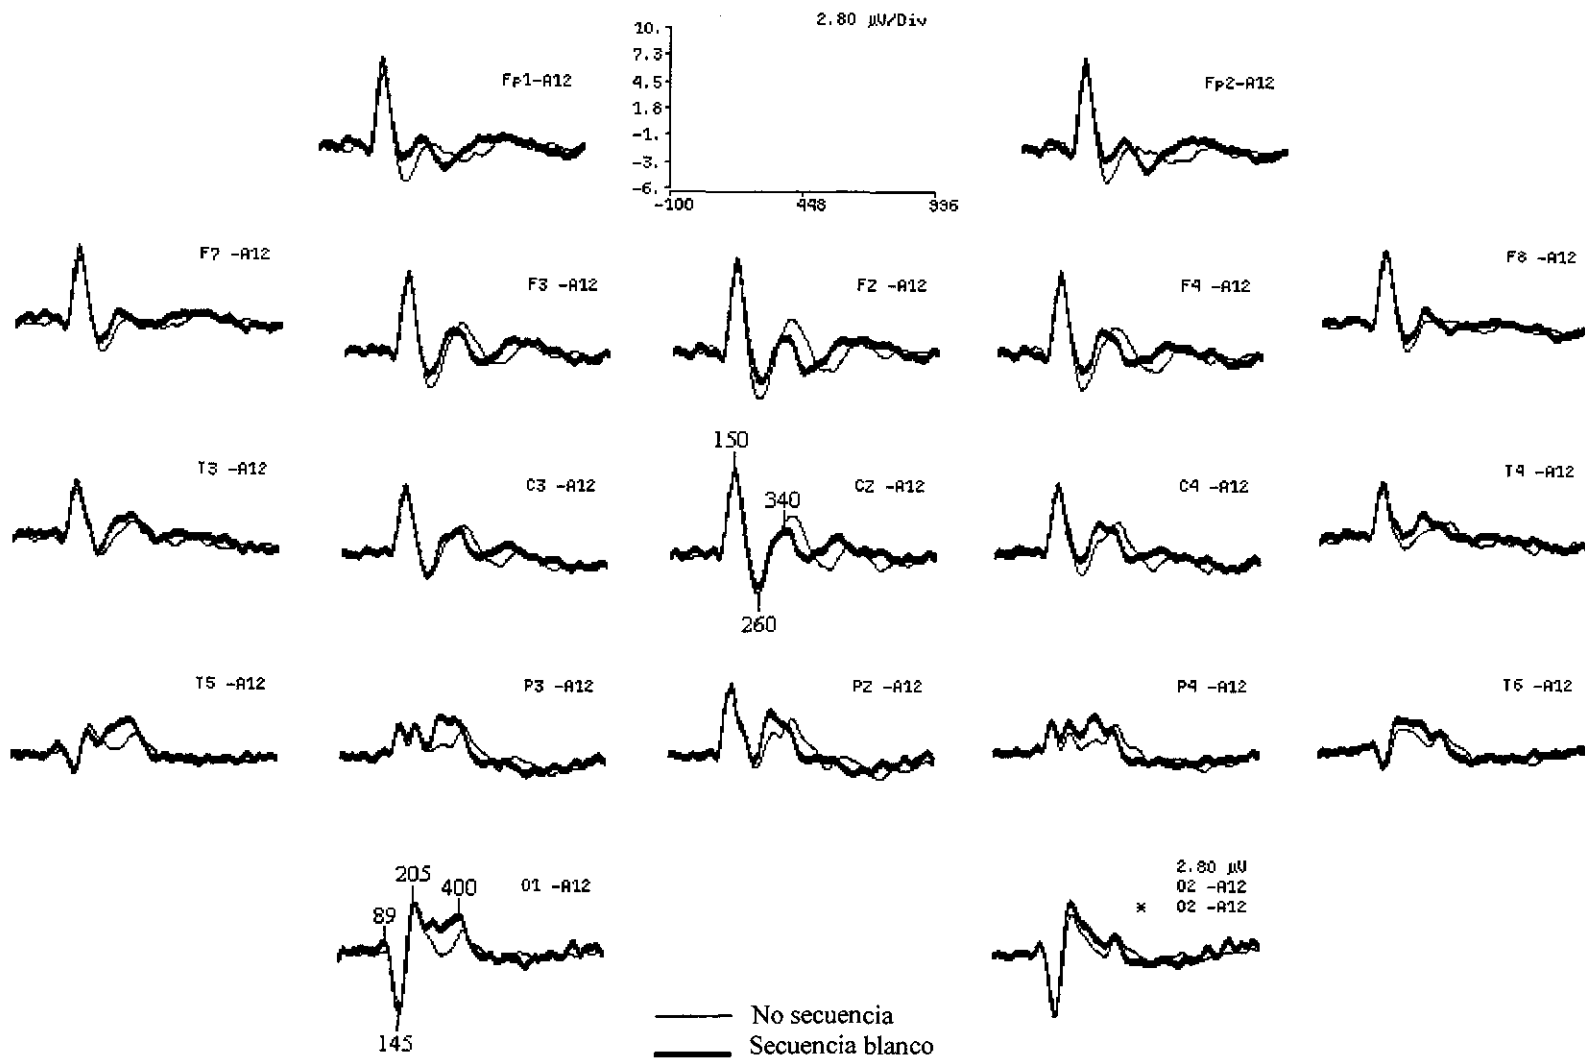 2.80 µV/Div
10.
7.3
4.5
1.8
-1.
-3.
-6.
-100 448 996
Fp1-A12
Fp2-A12
F7 -A12
F3 -A12
FZ -A12
F4 -A12
F8 -A12
150
T3 -A12
C3 -A12
340
CZ -A12
C4 -A12
T4 -A12
260
T5 -A12
P3 -A12
PZ -A12
P4 -A12
T6 -A12
89
205
400
O1 -A12
145
2.80 µV
O2 -A12
* O2 -A12
No secuencia
Secuencia blanco